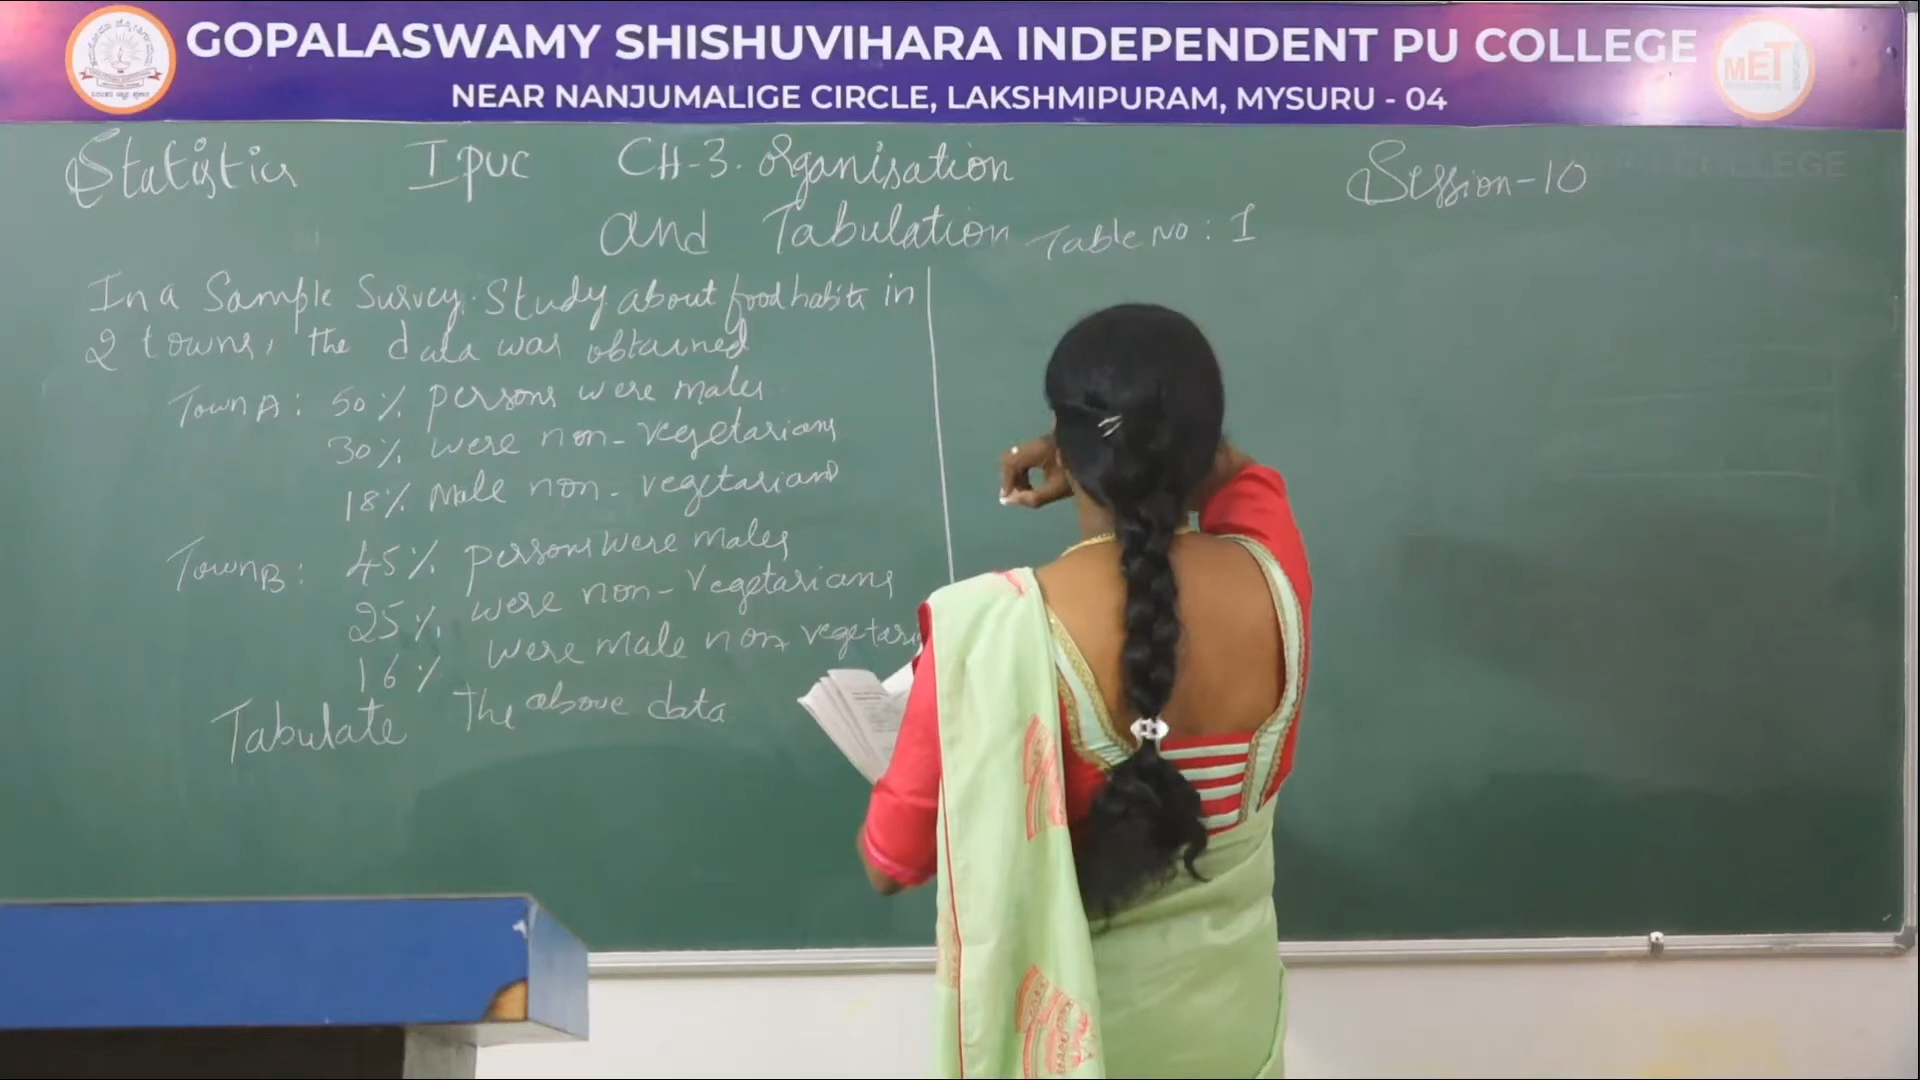 GOPALASWAMY SHISHUVIHARA INDEPENDENT PU COLLEGE
NEAR NANJUMALIGE CIRCLE, LAKSHMIPURAM, MYSURU - 04
MET
Statistics I PUC CH-3. Organisation
and Tabulation
Session-10
Table No: 1
In a Sample Survey. Study about food habits in
2 towns, the data was obtained
Town A: 50% persons were males
30% were non-vegetarians
18% Male non-vegetarians
Town B: 45% persons were males
25% were non-vegetarians
16% were male non vegetari
Tabulate the above data.